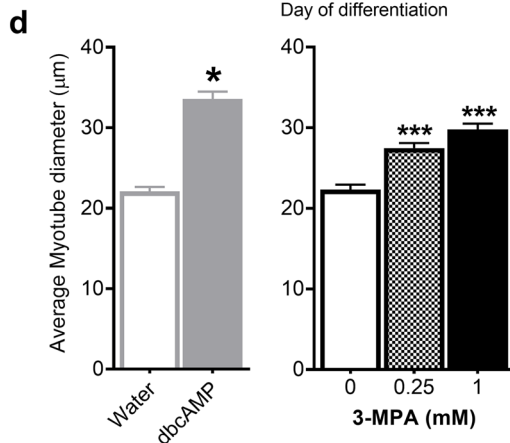 d
Day of differentiation
Average Myotube diameter (μm)
40
30
20
10
0
*
Water
dbcAMP
40
30
20
10
0
***
***
0
0.25
1
3-MPA (mM)